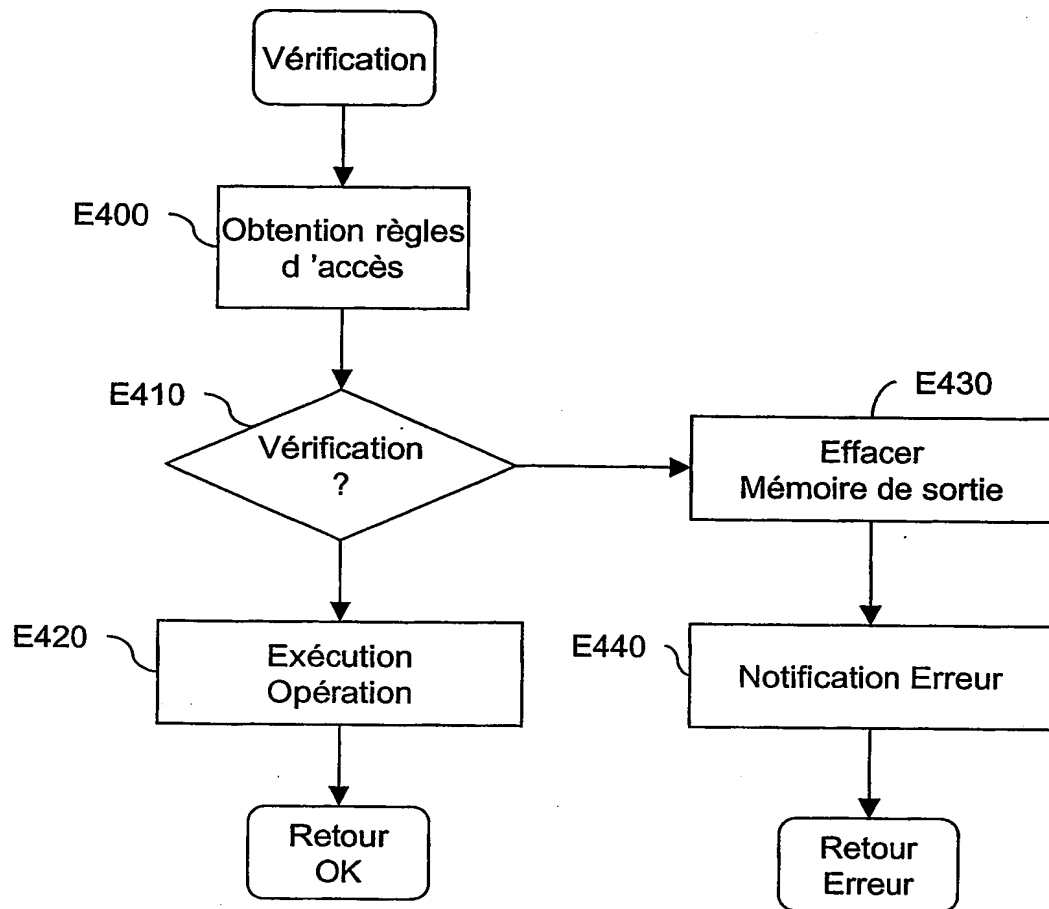 Vérification
E400
Obtention règles
d 'accès
E410
Vérification
?
E430
Effacer
Mémoire de sortie
E420
Exécution
Opération
E440
Notification Erreur
Retour
OK
Retour
Erreur